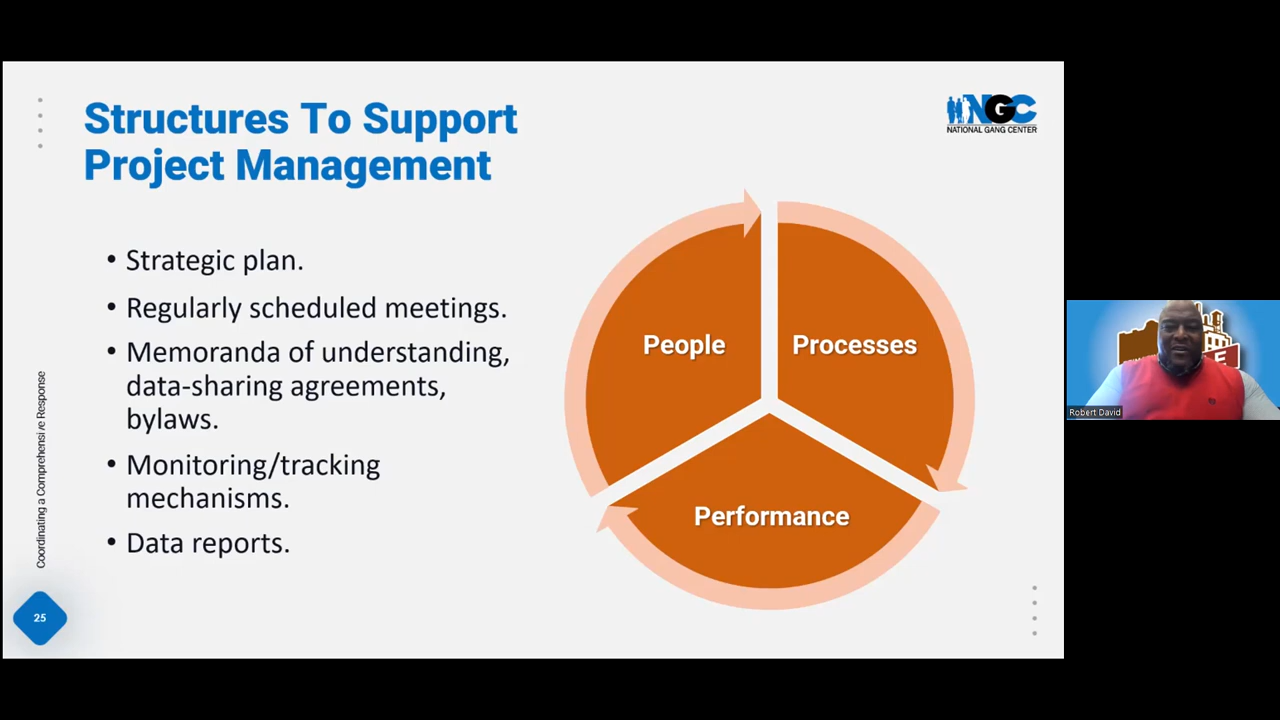 Structures To Support
Project Management
NGC
NATIONAL GANG CENTER
• Strategic plan.
• Regularly scheduled meetings.
• Memoranda of understanding,
data-sharing agreements,
bylaws.
• Monitoring/tracking
mechanisms.
• Data reports.
People
Processes
Performance
Coordinating a Comprehensive Response
25
Robert David